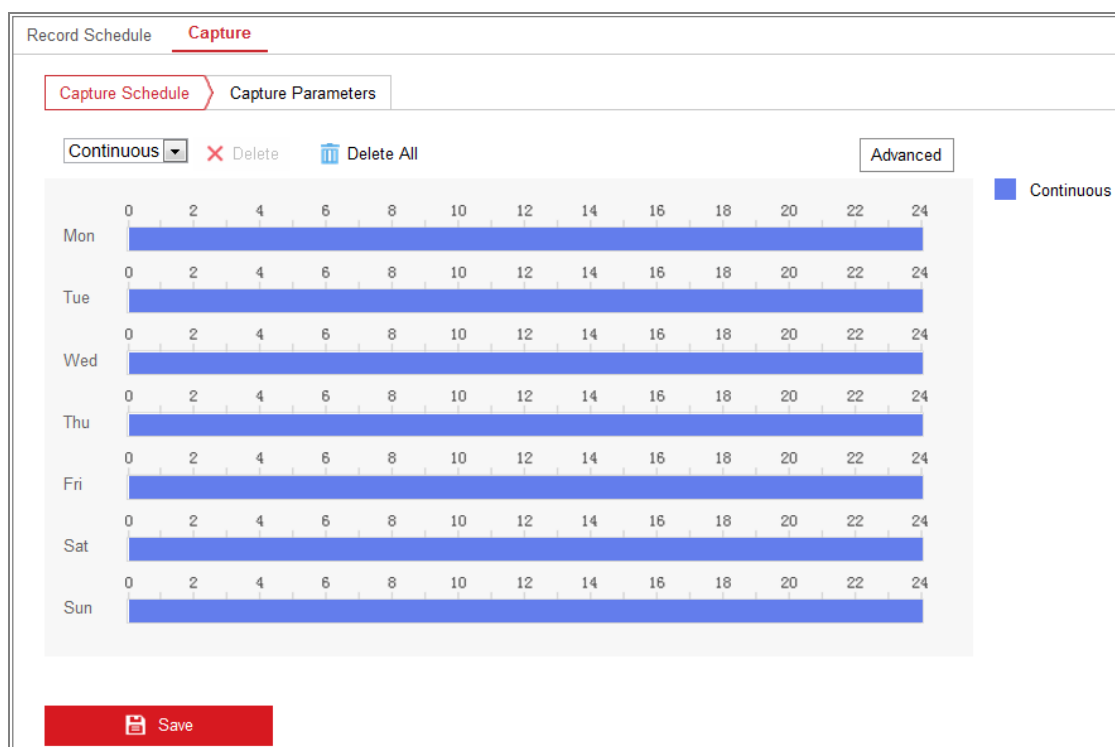 Record Schedule Capture
Capture Schedule Capture Parameters
Continuous Delete Delete All Advanced
Continuous
0 2 4 6 8 10 12 14 16 18 20 22 24
Mon
0 2 4 6 8 10 12 14 16 18 20 22 24
Tue
0 2 4 6 8 10 12 14 16 18 20 22 24
Wed
0 2 4 6 8 10 12 14 16 18 20 22 24
Thu
0 2 4 6 8 10 12 14 16 18 20 22 24
Fri
0 2 4 6 8 10 12 14 16 18 20 22 24
Sat
0 2 4 6 8 10 12 14 16 18 20 22 24
Sun
Save